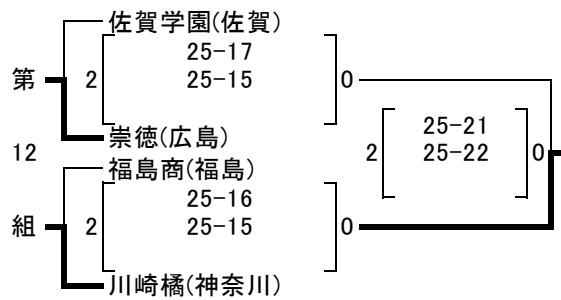 佐賀学園(佐賀)
25-17
第 2 25-15 0
崇徳(広島)
25-21
12 2 25-22 0
福島商(福島)
25-16
組 2 25-15 0
川崎橘(神奈川)